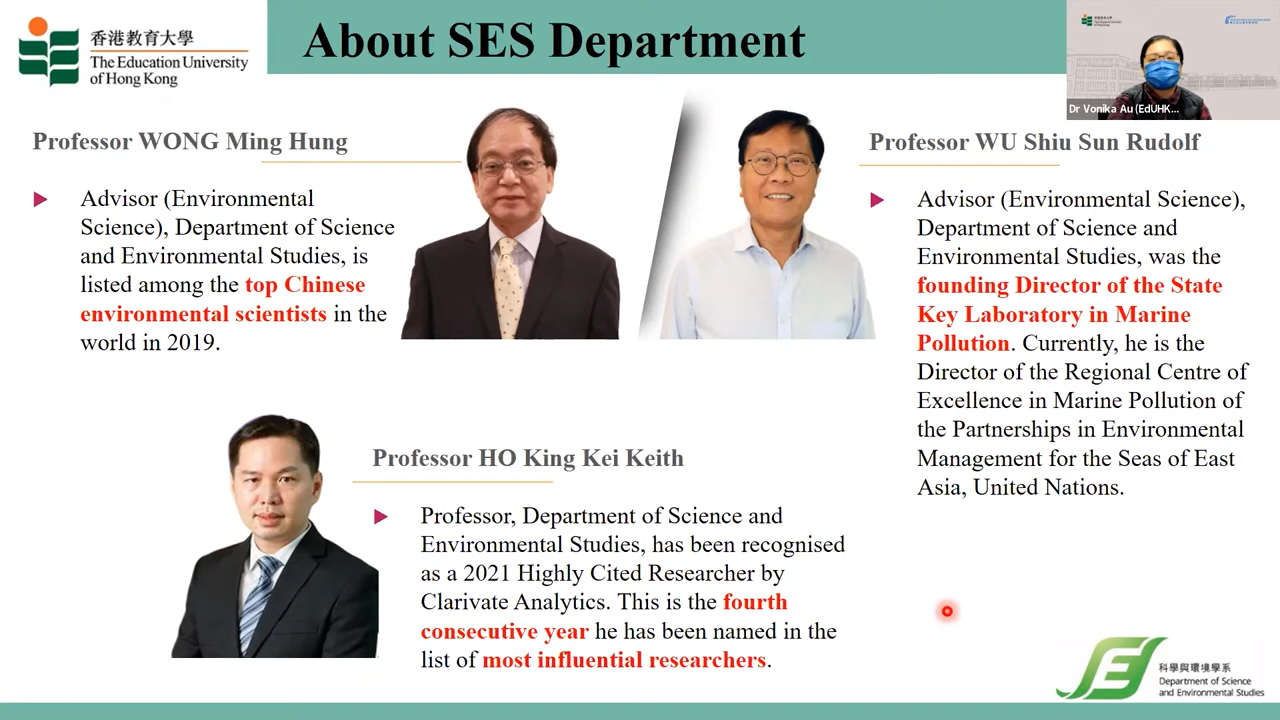 香港教育大學
The Education University
of Hong Kong
About SES Department
Dr Vonika Au (EdUHK...
Professor WONG Ming Hung
Advisor (Environmental
Science), Department of Science
and Environmental Studies, is
listed among the top Chinese
environmental scientists in the
world in 2019.
Professor WU Shiu Sun Rudolf
Advisor (Environmental Science),
Department of Science and
Environmental Studies, was the
founding Director of the State
Key Laboratory in Marine
Pollution. Currently, he is the
Director of the Regional Centre of
Excellence in Marine Pollution of
the Partnerships in Environmental
Management for the Seas of East
Asia, United Nations.
Professor HO King Kei Keith
Professor, Department of Science and
Environmental Studies, has been recognised
as a 2021 Highly Cited Researcher by
Clarivate Analytics. This is the fourth
consecutive year he has been named in the
list of most influential researchers.
科學與環境學系
Department of Science
and Environmental Studies